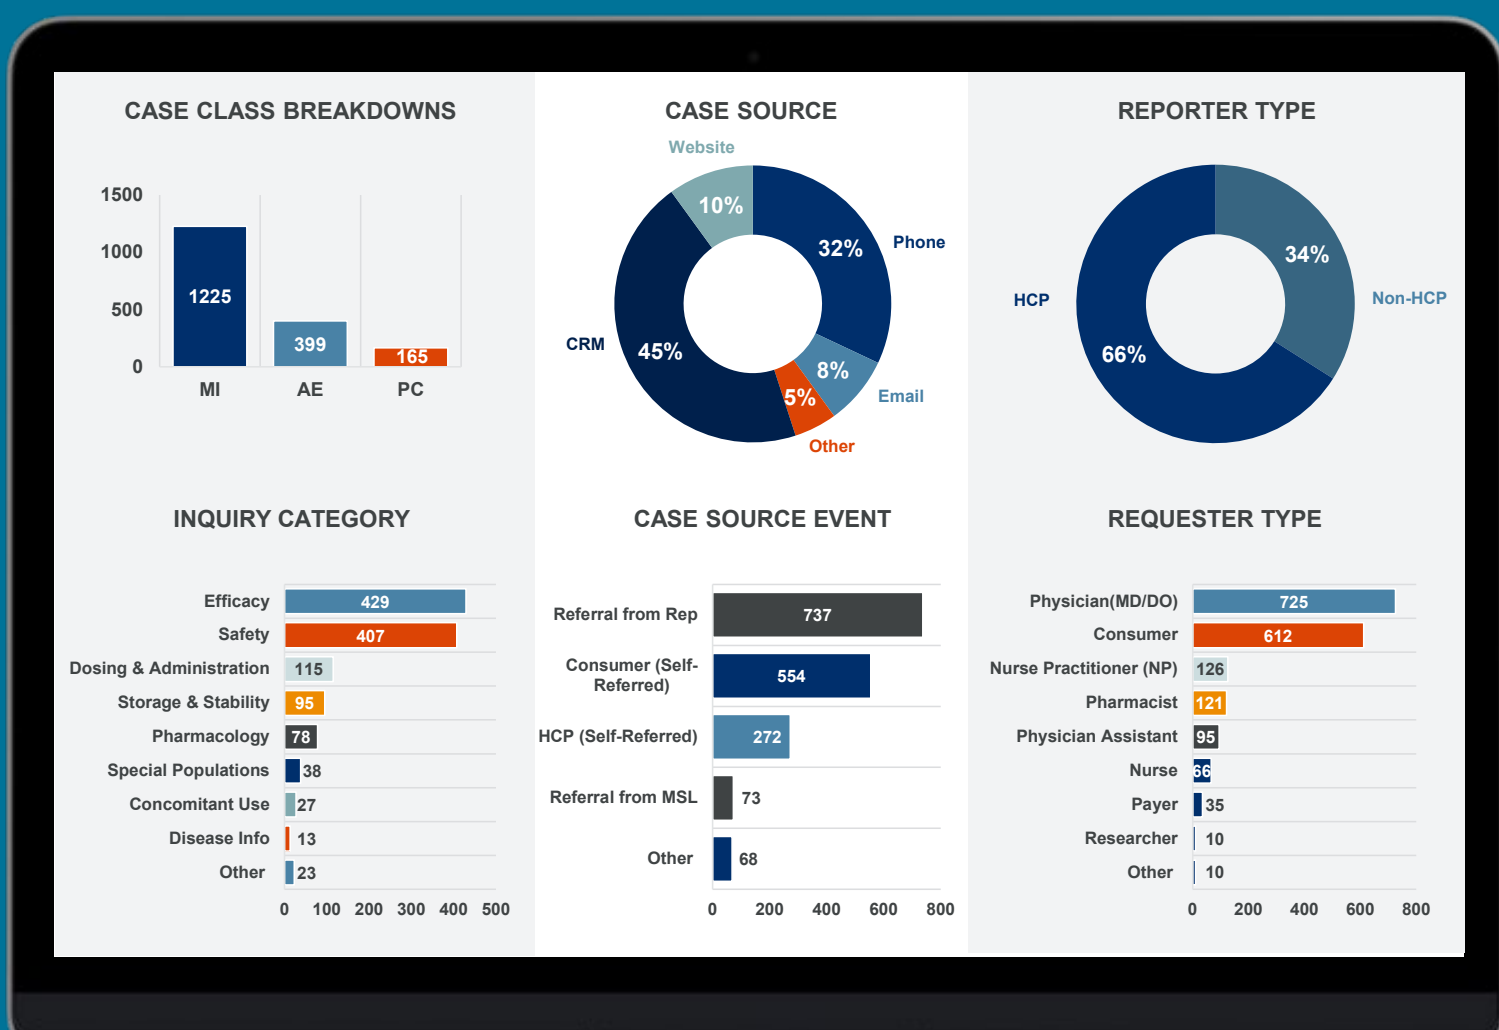 CASE CLASS BREAKDOWNS
1500
1000
500
0
1225
399
165
MI
AE
PC
CASE SOURCE
Website
10%
32%
Phone
CRM
45%
8%
Email
5%
Other
REPORTER TYPE
34%
Non-HCP
HCP
66%
INQUIRY CATEGORY
Efficacy 429
Safety 407
Dosing & Administration 115
Storage & Stability 95
Pharmacology 78
Special Populations 38
Concomitant Use 27
Disease Info 13
Other 23
0 100 200 300 400 500
CASE SOURCE EVENT
Referral from Rep 737
Consumer (Self-
Referred) 554
HCP (Self-Referred) 272
Referral from MSL 73
Other 68
0 200 400 600 800
REQUESTER TYPE
Physician(MD/DO) 725
Consumer 612
Nurse Practitioner (NP) 126
Pharmacist 121
Physician Assistant 95
Nurse 66
Payer 35
Researcher 10
Other 10
0 200 400 600 800